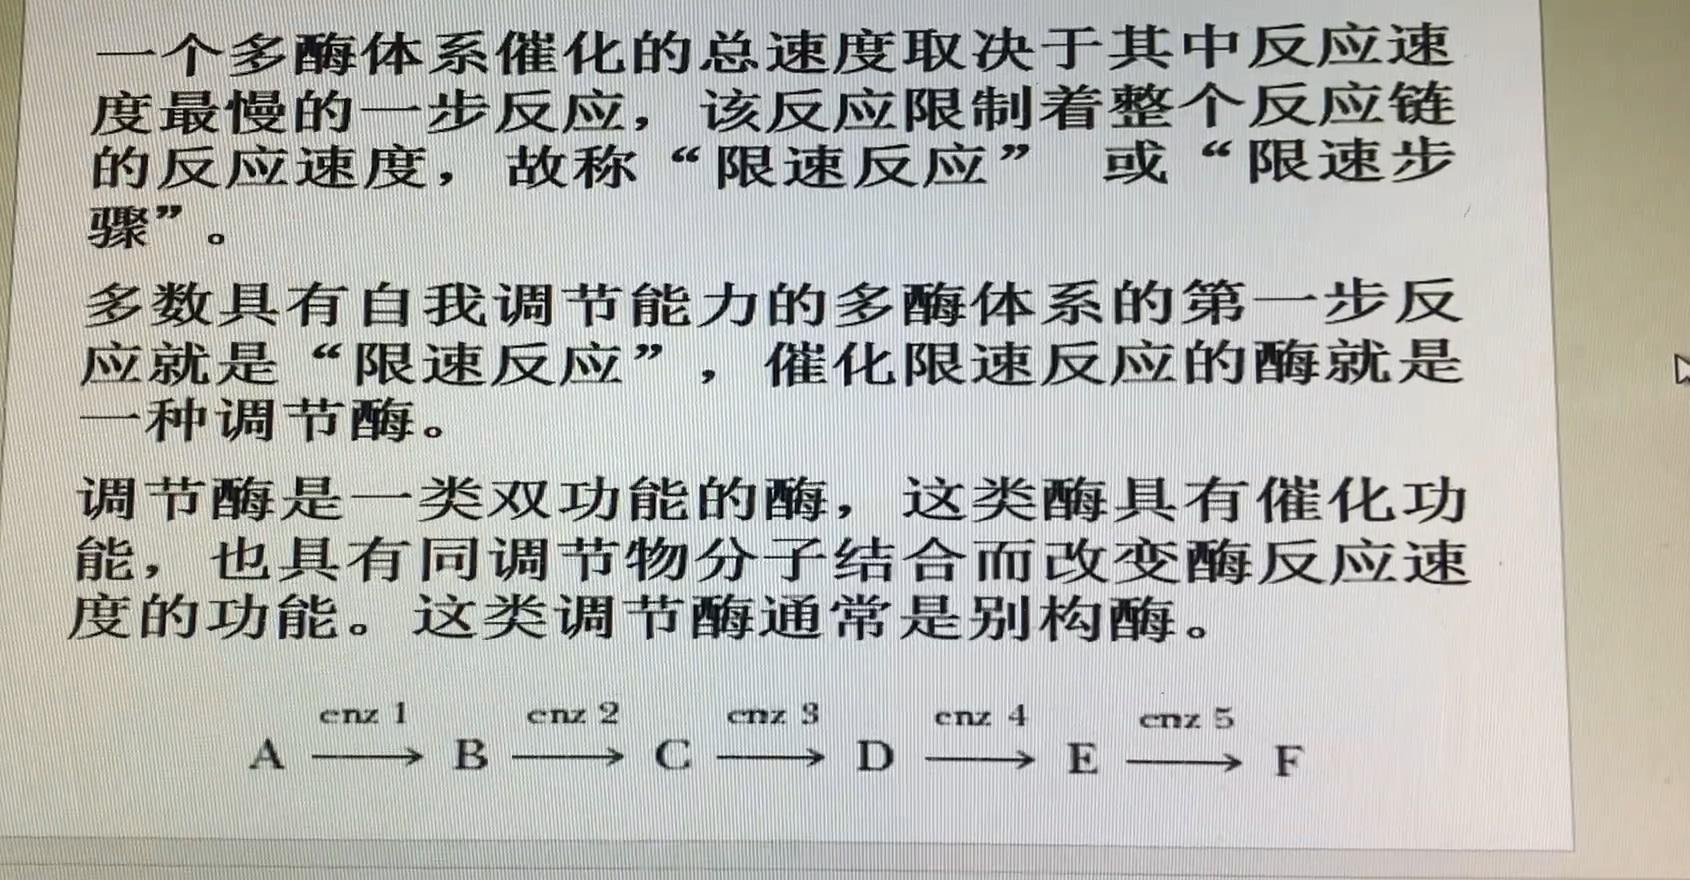 一个多酶体系催化的总速度取决于其中反应速
度最慢的一步反应，该反应限制着整个反应链
的反应速度，故称“限速反应” 或“限速步
骤”。
多数具有自我调节能力的多酶体系的第一步反
应就是“限速反应”，催化限速反应的酶就是
一种调节酶。
调节酶是一类双功能的酶，这类酶具有催化功
能，也具有同调节物分子结合而改变酶反应速
度的功能。这类调节酶通常是别构酶。
enz 1 enz 2 enz 3 enz 4 enz 5
A → B → C → D → E → F